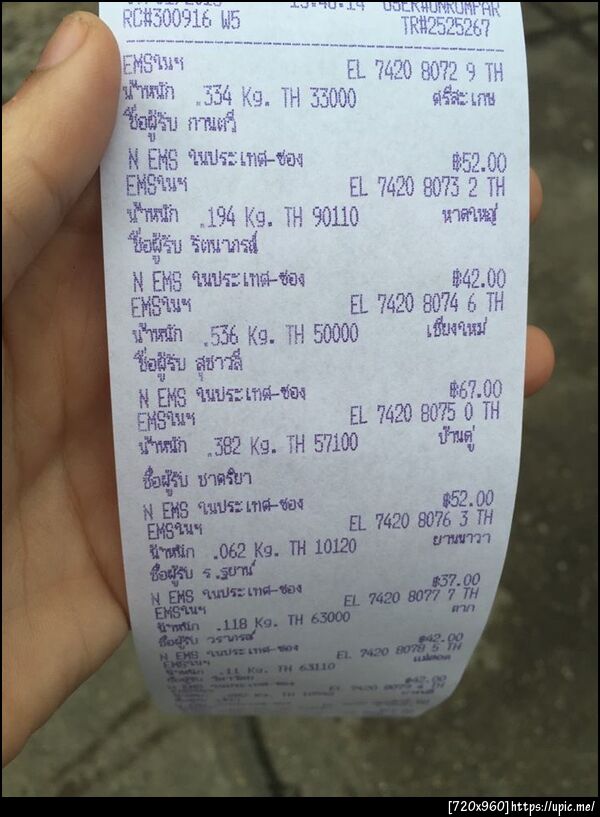 RC#300916 W5 TR#2525267
EMSในฯ EL 7420 8072 9 TH
น้ำหนัก .334 Kg. TH 33000 ศรีสะเกษ
ชื่อผู้รับ กานตวี
N EMS ในประเทศ-ซอง ฿52.00
EMSในฯ EL 7420 8073 2 TH
น้ำหนัก .194 Kg. TH 90110 หาดใหญ่
ชื่อผู้รับ รัตนาภรณ์
N EMS ในประเทศ-ซอง ฿42.00
EMSในฯ EL 7420 8074 6 TH
น้ำหนัก .536 Kg. TH 50000 เชียงใหม่
ชื่อผู้รับ สุชาวลี
N EMS ในประเทศ-ซอง ฿67.00
EMSในฯ EL 7420 8075 0 TH
น้ำหนัก .382 Kg. TH 57100 บ้านดู่
ชื่อผู้รับ ชาคริยา
N EMS ในประเทศ-ซอง ฿52.00
EMSในฯ EL 7420 8076 3 TH
น้ำหนัก .062 Kg. TH 10120 ยานนาวา
ชื่อผู้รับ
N EMS ในประเทศ-ซอง ฿37.00
EMSในฯ EL 7420 8077 7 TH
น้ำหนัก .118 Kg. TH 63000 ตาก
ชื่อผู้รับ วราภรณ์
N EMS ในประเทศ-ซอง ฿42.00
EMSในฯ EL 7420 8078 5 TH
น้ำหนัก .11 Kg. TH 63110 แม่สอด
ชื่อผู้รับ
N EMS ในประเทศ-ซอง ฿42.00
[720x960]https://upic.me/